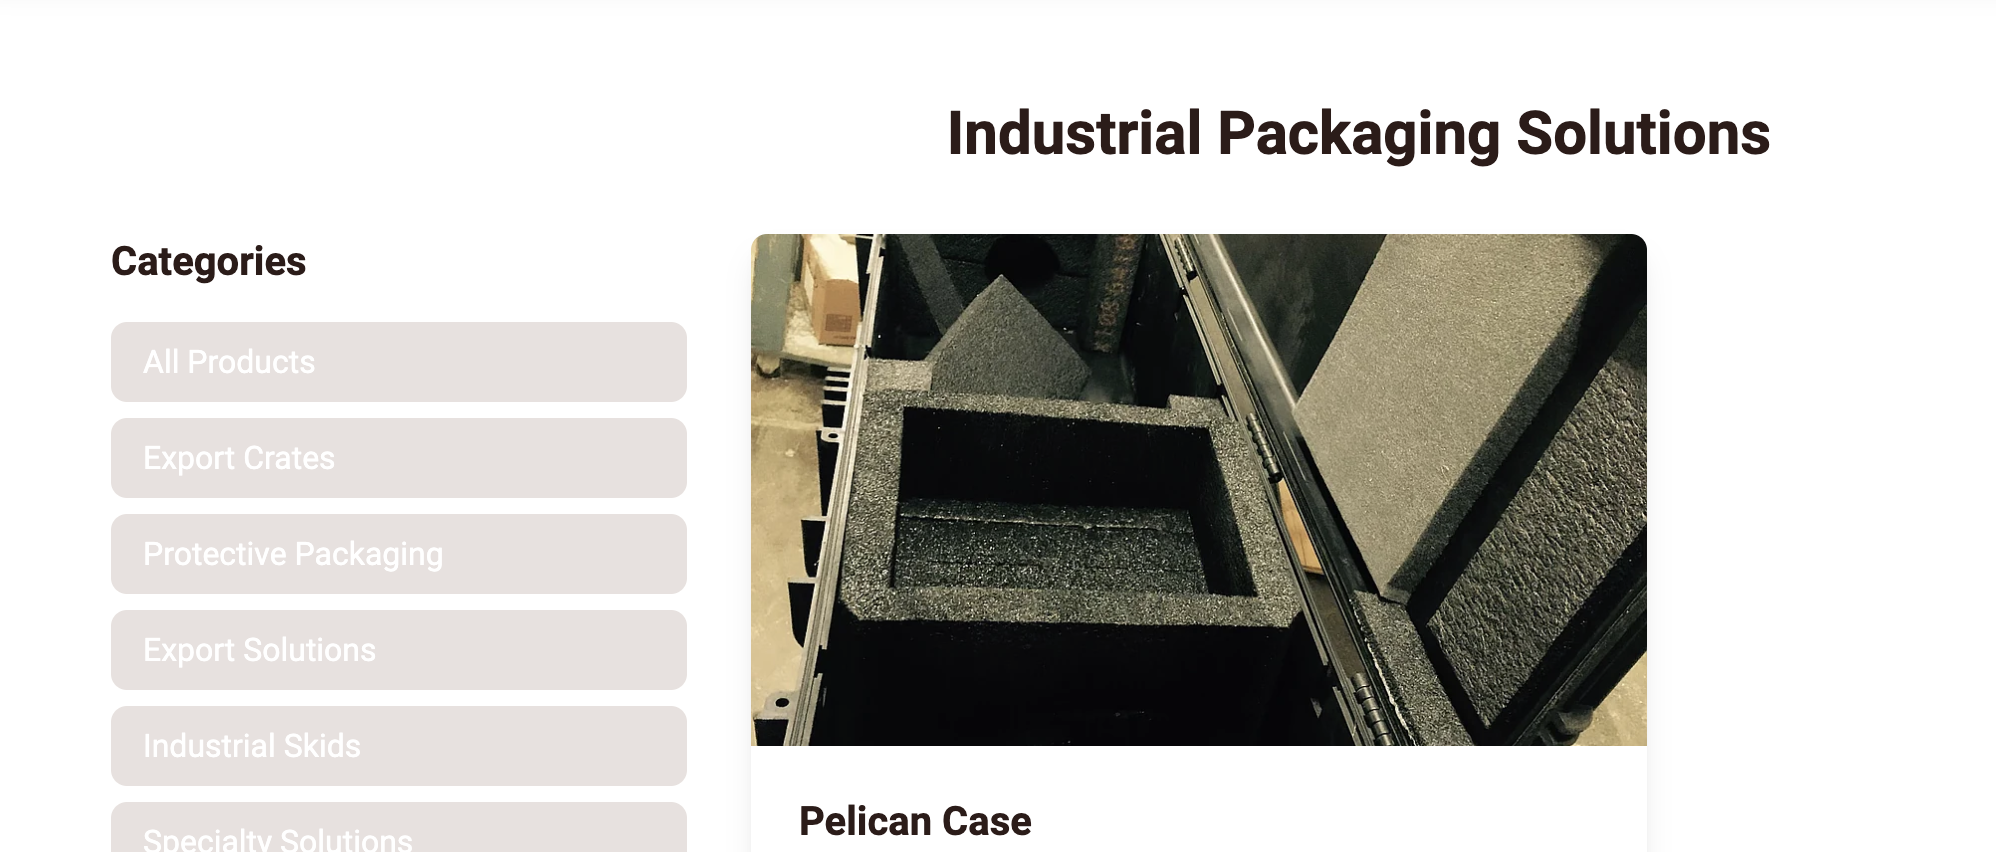 Industrial Packaging Solutions
Categories
All Products
Export Crates
Protective Packaging
Export Solutions
Industrial Skids
Specialty Solutions
Pelican Case